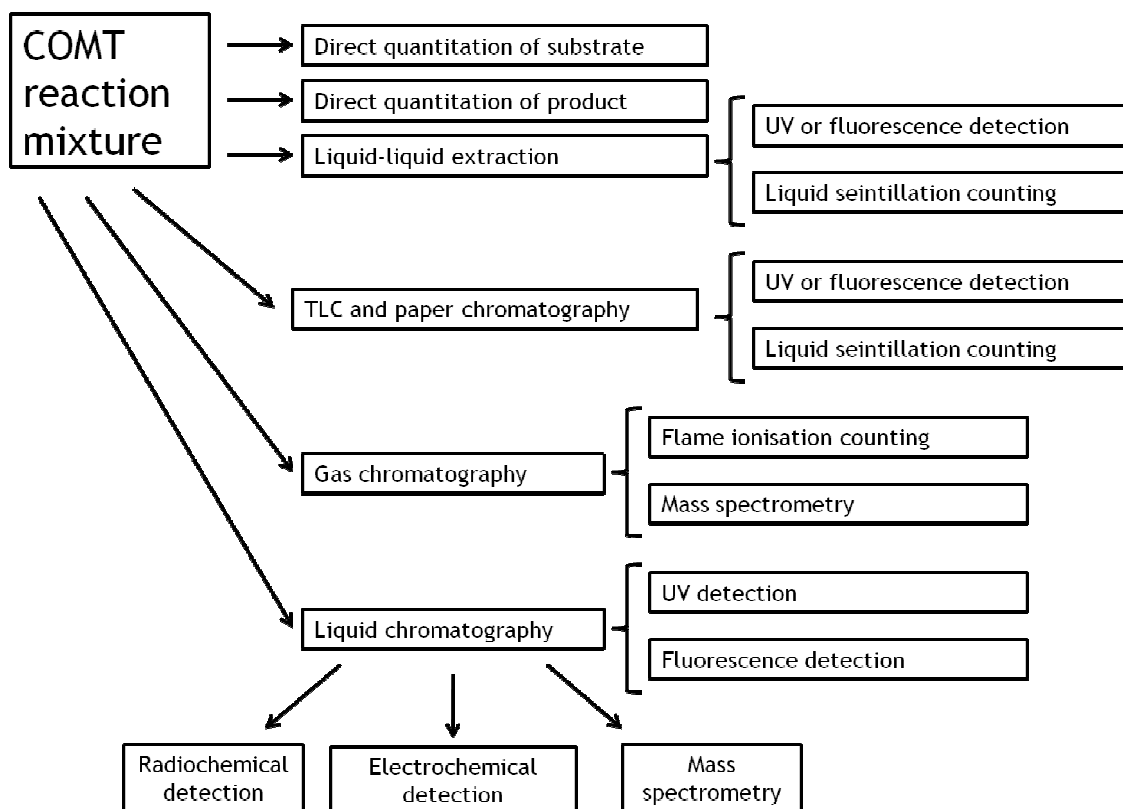 COMT
reaction
mixture
Direct quantitation of substrate
Direct quantitation of product
Liquid-liquid extraction
UV or fluorescence detection
Liquid seintillation counting
TLC and paper chromatography
UV or fluorescence detection
Liquid seintillation counting
Gas chromatography
Flame ionisation counting
Mass spectrometry
Liquid chromatography
UV detection
Fluorescence detection
Radiochemical
detection
Electrochemical
detection
Mass
spectrometry